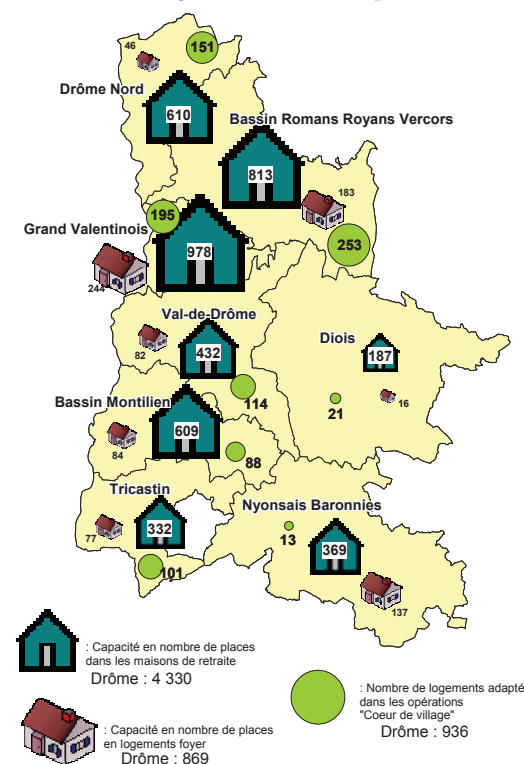 46
151
Drôme Nord
610
Bassin Romans Royans Vercors
813
183
195
253
Grand Valentinois
978
244
Val-de-Drôme
82
432
Diois
187
114
21
16
Bassin Montilien
609
84
88
Tricastin
77
332
101
Nyonsais Baronnies
13
369
137
: Capacité en nombre de places
dans les maisons de retraite
Drôme : 4 330
: Capacité en nombre de places
en logements foyer
Drôme : 869
: Nombre de logements adapté
dans les opérations
"Coeur de village"
Drôme : 936